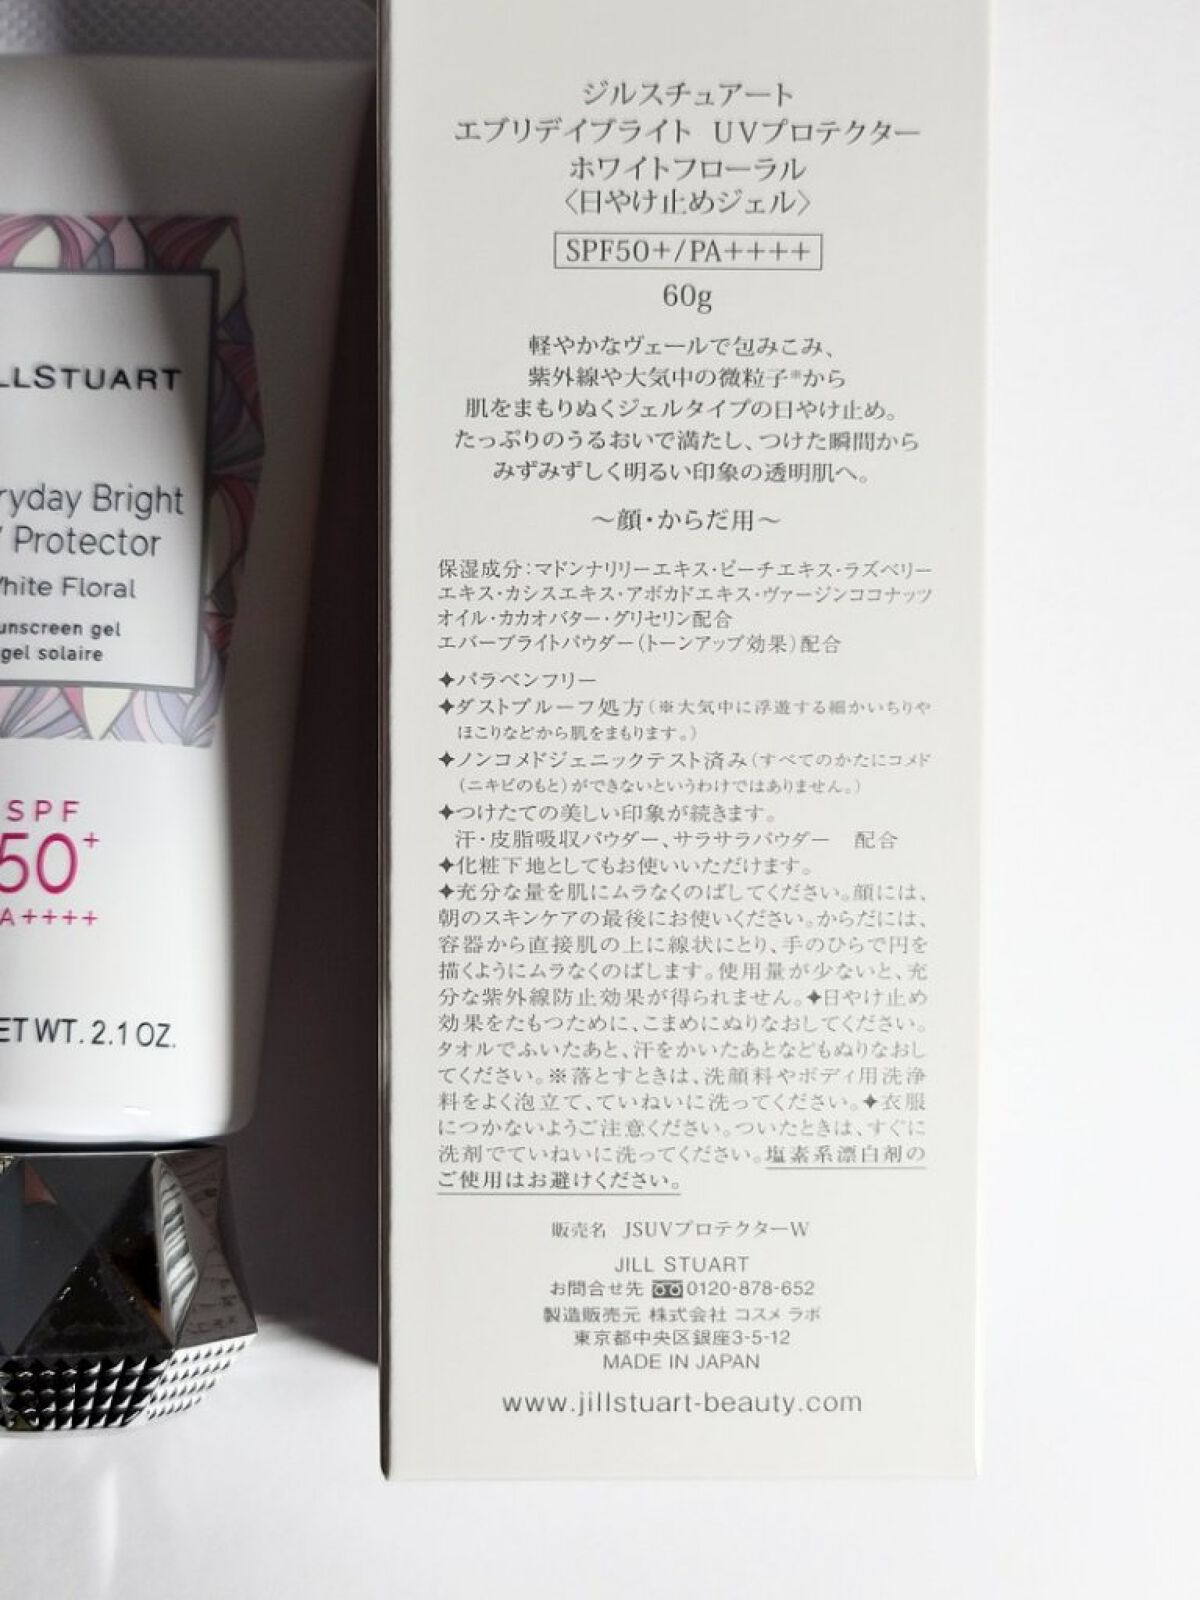 ジルスチュアート
エブリデイブライト UVプロテクター
ホワイトフローラル
〈日やけ止めジェル〉
SPF50+/PA++++
60g
軽やかなヴェールで包みこみ、
紫外線や大気中の微粒子※から
肌をまもりぬくジェルタイプの日やけ止め。
たっぷりのうるおいで満たし、つけた瞬間から
みずみずしく明るい印象の透明肌へ。
～顔・からだ用～
保湿成分：マドンナリリーエキス・ピーチエキス・ラズベリー
エキス・カシスエキス・アボカドエキス・ヴァージンココナッツ
オイル・カカオバター・グリセリン配合
エバーブライトパウダー（トーンアップ効果）配合
✦パラベンフリー
✦ダストプルーフ処方（※大気中に浮遊する細かいちりや
ほこりなどから肌をまもります。）
✦ノンコメドジェニックテスト済み（すべてのかたにコメド
（ニキビのもと）ができないというわけではありません。）
✦つけたての美しい印象が続きます。
汗・皮脂吸収パウダー、サラサラパウダー 配合
✦化粧下地としてもお使いいただけます。
✦充分な量を肌にムラなくのばしてください。顔には、
朝のスキンケアの最後にお使いください。からだには、
容器から直接肌の上に線状にとり、手のひらで円を
描くようにムラなくのばします。使用量が少ないと、充
分な紫外線防止効果が得られません。✦日やけ止め
効果をたもつために、こまめにぬりなおしてください。
タオルでふいたあと、汗をかいたあとなどもぬりなおし
てください。※落とすときは、洗顔料やボディ用洗浄
料をよく泡立て、ていねいに洗ってください。✦衣服
につかないようご注意ください。ついたときは、すぐに
洗剤でていねいに洗ってください。塩素系漂白剤の
ご使用はお避けください。
販売名 JSUVプロテクターW
JILL STUART
お問合せ先 0120-878-652
製造販売元 株式会社 コスメ ラボ
東京都中央区銀座3-5-12
MADE IN JAPAN
www.jillstuart-beauty.com
LLSTUART
ryday Bright
Protector
hite Floral
unscreen gel
gel solaire
SPF
50+
A++++
ET WT. 2.1 OZ.